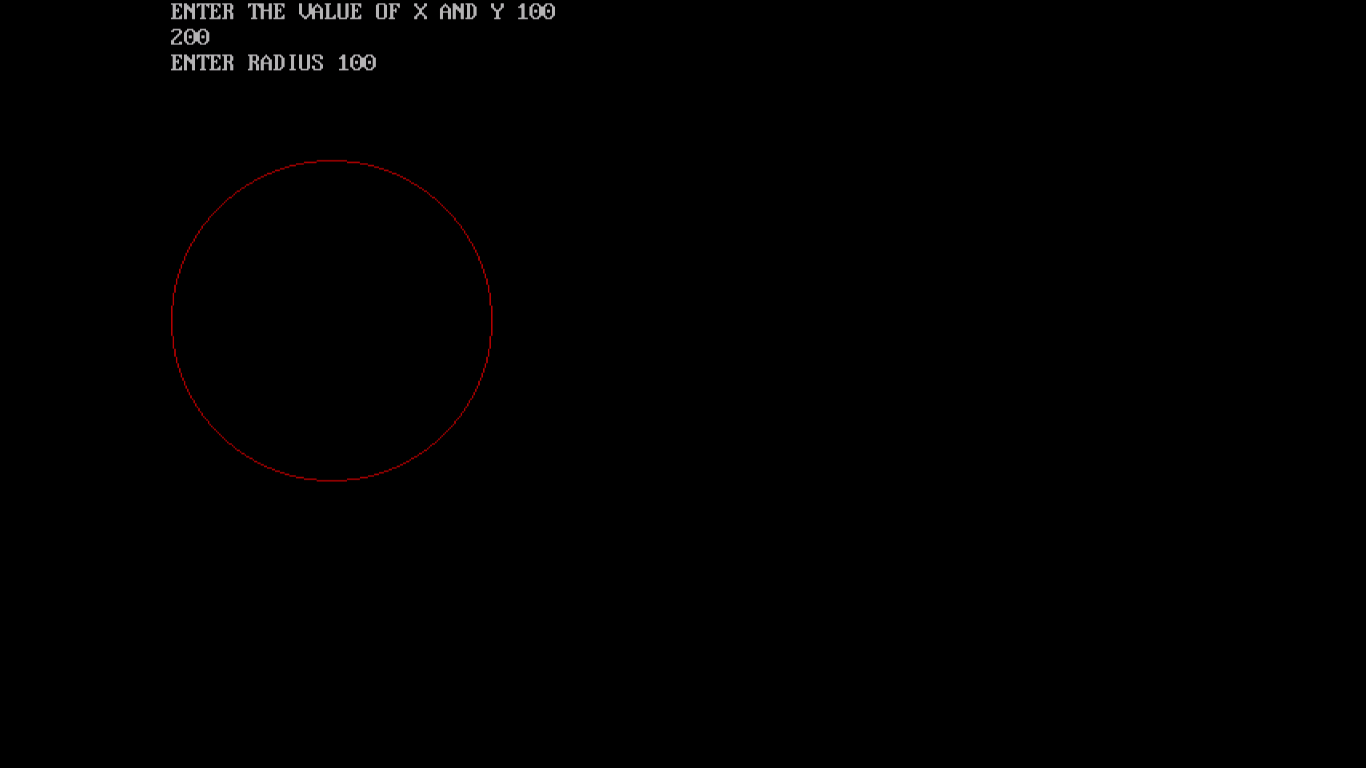 ENTER THE VALUE OF X AND Y 100
200
ENTER RADIUS 100